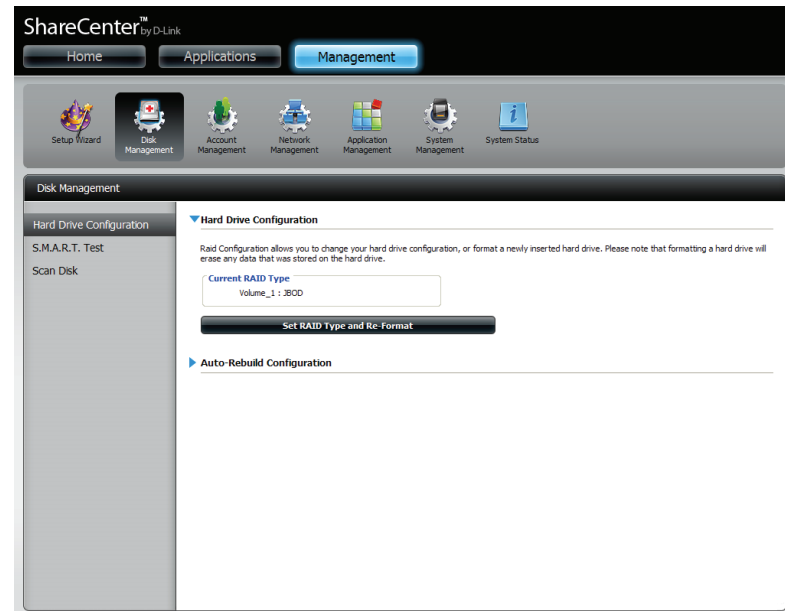 ShareCenter™ by D-Link
Home Applications Management
Setup Wizard Disk Management Account Management Network Management Application Management System Management System Status
Disk Management
Hard Drive Configuration
S.M.A.R.T. Test
Scan Disk
Hard Drive Configuration
Raid Configuration allows you to change your hard drive configuration, or format a newly inserted hard drive. Please note that formatting a hard drive will
erase any data that was stored on the hard drive.
Current RAID Type
Volume_1 : JBOD
Set RAID Type and Re-Format
Auto-Rebuild Configuration